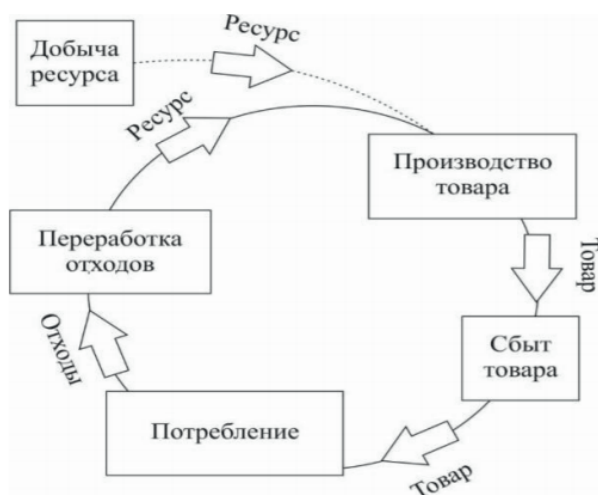 Добыча
ресурса
Ресурс
Ресурс
Производство
товара
Товар
Сбыт
товара
Товар
Потребление
Отходы
Переработка
отходов